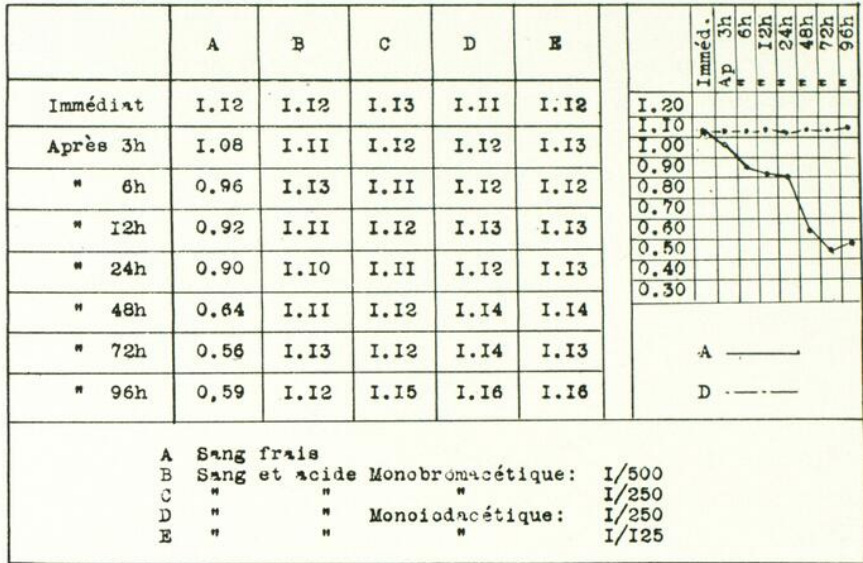 A B C D E
Immédiat I.I2 I.I2 I.I3 I.II I.I2
Après 3h I.08 I.II I.I2 I.I2 I.I3
" 6h 0.96 I.I3 I.II I.I2 I.I2
" I2h 0.92 I.II I.I2 I.I3 I.I3
" 24h 0.90 I.I0 I.II I.I2 I.I3
" 48h 0.64 I.II I.I2 I.I4 I.I4
" 72h 0.56 I.I3 I.I2 I.I4 I.I3
" 96h 0,59 I.I2 I.I5 I.I6 I.I6
Imméd.
Ap 3h
" 6h
" I2h
" 24h
" 48h
" 72h
" 96h
I.20
I.I0
I.00
0.90
0.80
0.70
0.60
0.50
0.40
0.30
A
D
A Sang frais
B Sang et acide Monobromacétique: I/500
C " " " I/250
D " " Monoiodacétique: I/250
E " " " I/I25